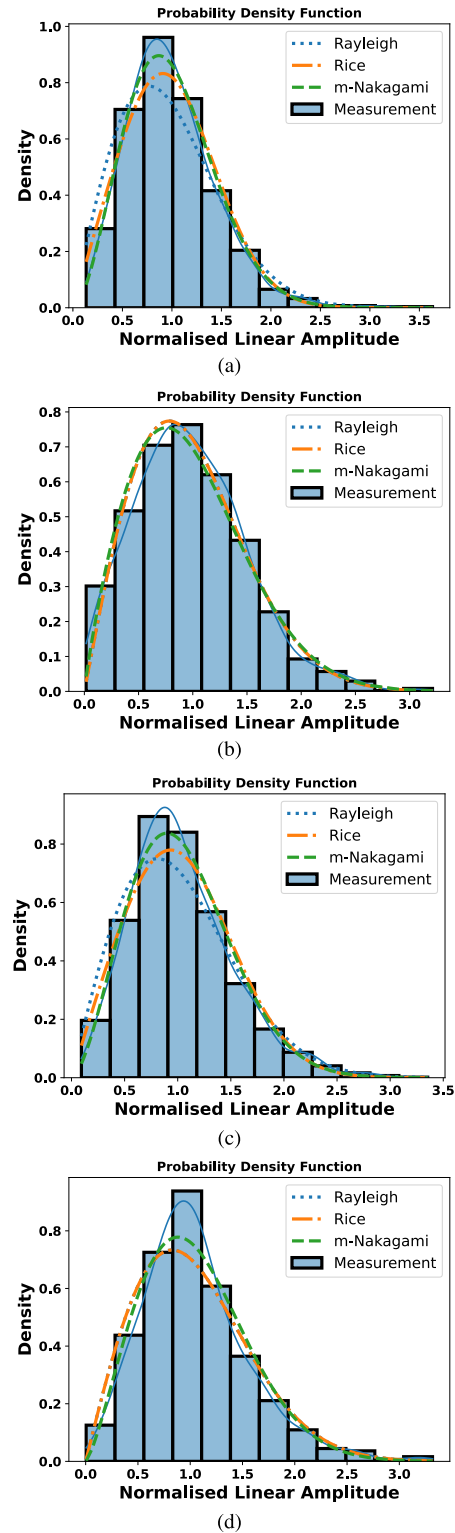 Probability Density Function
Rayleigh
Rice
m-Nakagami
Measurement
Density
1.0
0.8
0.6
0.4
0.2
0.0
0.0 0.5 1.0 1.5 2.0 2.5 3.0 3.5
Normalised Linear Amplitude
(a)
Probability Density Function
Rayleigh
Rice
m-Nakagami
Measurement
Density
0.8
0.7
0.6
0.5
0.4
0.3
0.2
0.1
0.0
0.0 0.5 1.0 1.5 2.0 2.5 3.0
Normalised Linear Amplitude
(b)
Probability Density Function
Rayleigh
Rice
m-Nakagami
Measurement
Density
0.8
0.6
0.4
0.2
0.0
0.0 0.5 1.0 1.5 2.0 2.5 3.0 3.5
Normalised Linear Amplitude
(c)
Probability Density Function
Rayleigh
Rice
m-Nakagami
Measurement
Density
0.8
0.6
0.4
0.2
0.0
0.0 0.5 1.0 1.5 2.0 2.5 3.0
Normalised Linear Amplitude
(d)